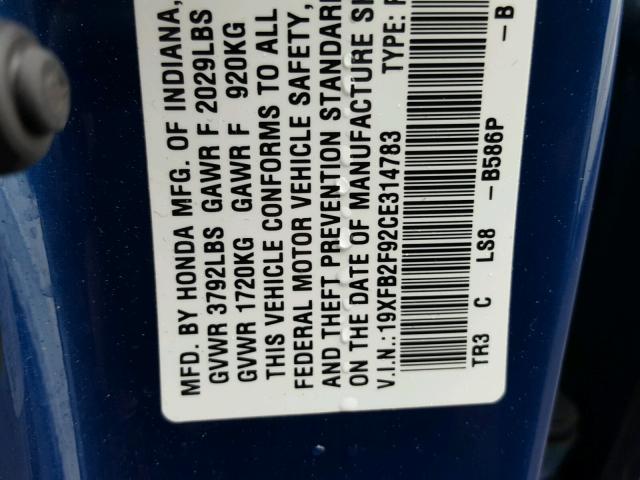 MFD. BY HONDA MFG. OF INDIANA,
GVWR 3792LBS GAWR F 2029LBS
GVWR 1720KG GAWR F 920KG
THIS VEHICLE CONFORMS TO ALL
FEDERAL MOTOR VEHICLE SAFETY,
AND THEFT PREVENTION STANDAR
ON THE DATE OF MANUFACTURE SH
V.I.N.:19XFB2F92CE314783 TYPE: P
TR3 C LS8 -B586P -B